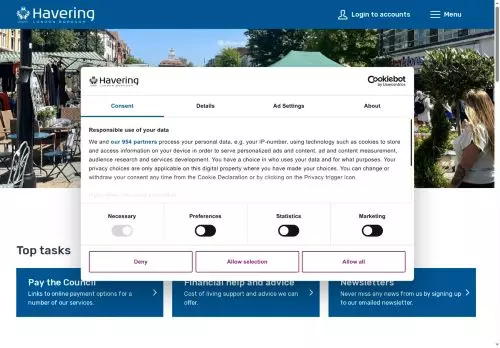 Havering
LONDON BOROUGH
Login to accounts
Menu
Havering
LONDON BOROUGH
Cookiebot
by Usercentrics
Consent
Details
Ad Settings
About
Responsible use of your data
We and our 954 partners process your personal data, e.g. your IP-number, using technology such as cookies to store
and access information on your device in order to serve personalized ads and content, ad and content measurement,
audience research and services development. You have a choice in who uses your data and for what purposes. Your
privacy choices are only applicable on this digital property where you have made your choices. You can change or
withdraw your consent any time from the Cookie Declaration or by clicking on the Privacy trigger icon.
Necessary
Preferences
Statistics
Marketing
Deny
Allow selection
Allow all
Top tasks
Pay the Council
Links to online payment options for a
number of our services.
Financial help and advice
Cost of living support and advice we can
offer.
Newsletters
Never miss any news from us by signing up
to our emailed newsletter.